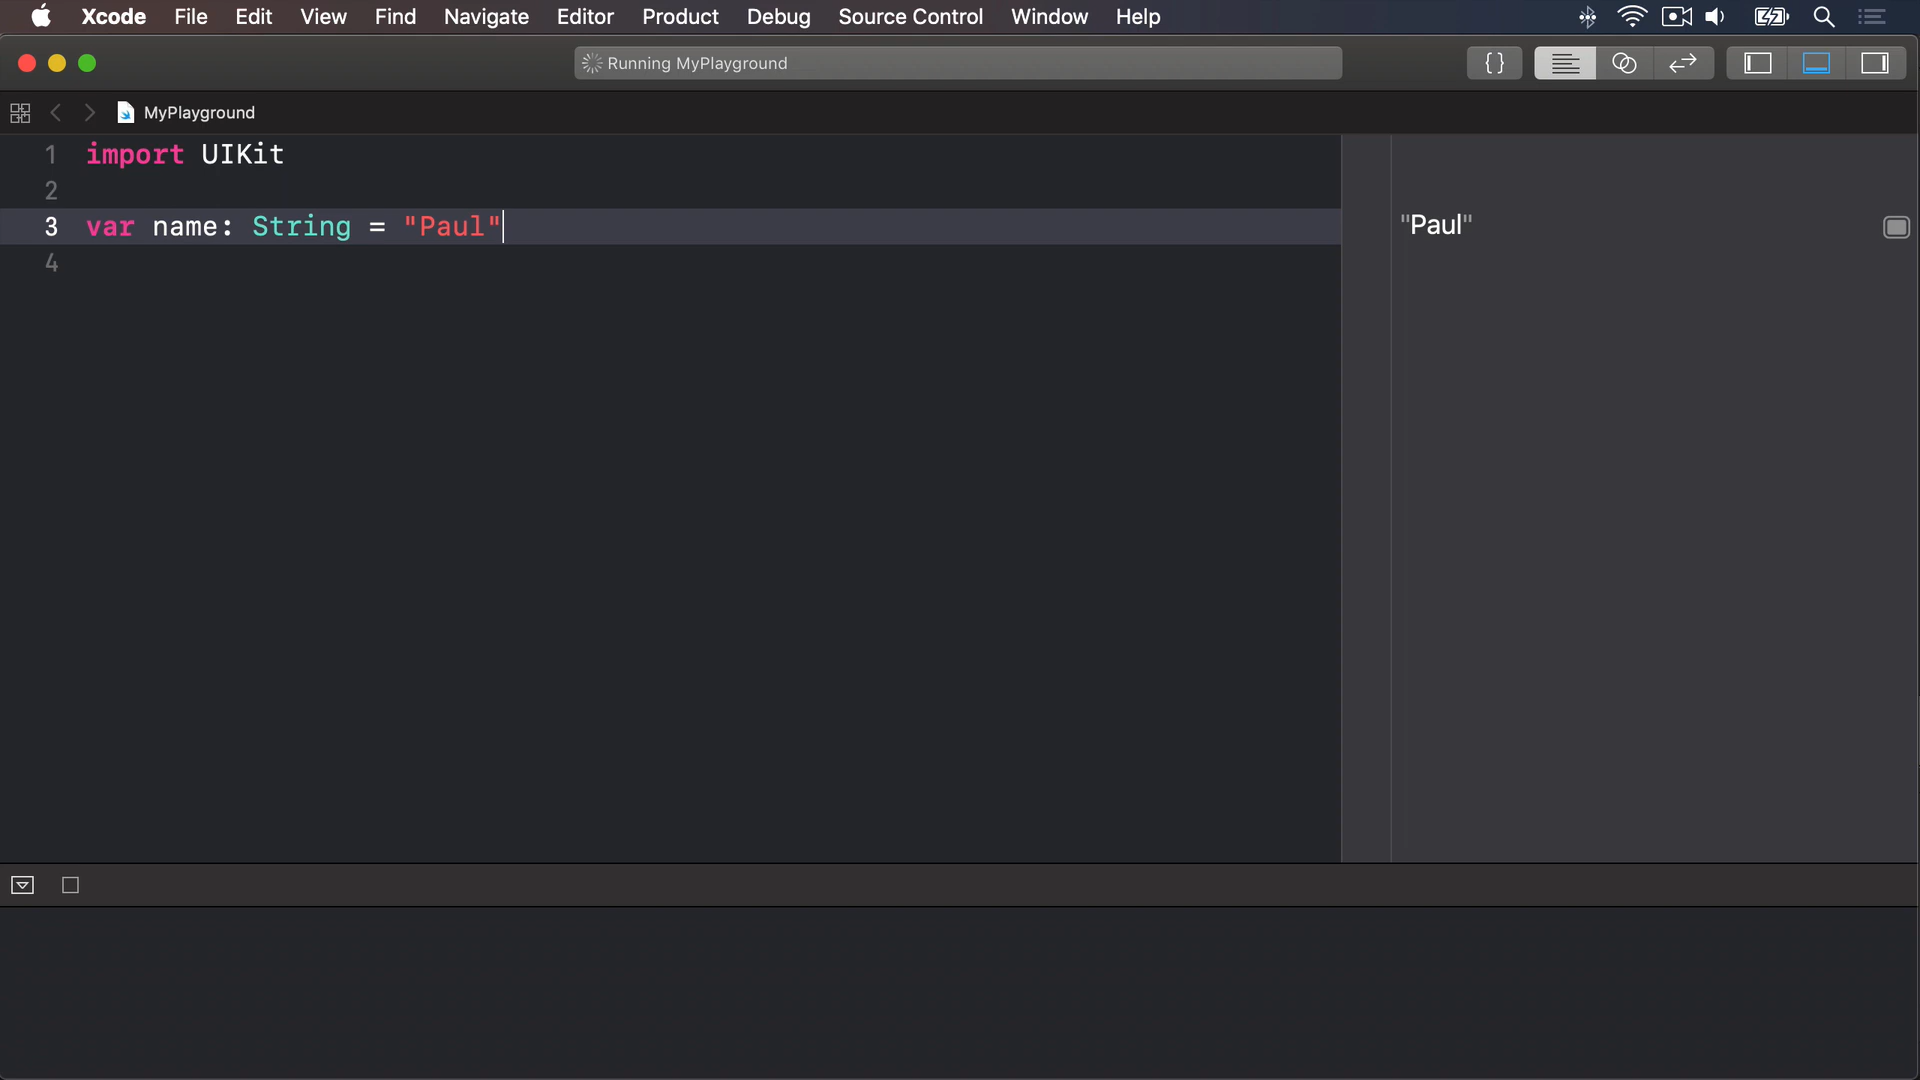 Xcode File Edit View Find Navigate Editor Product Debug Source Control Window Help
Running MyPlayground
{}
MyPlayground
1 import UIKit
2
3 var name: String = "Paul"
"Paul"
4